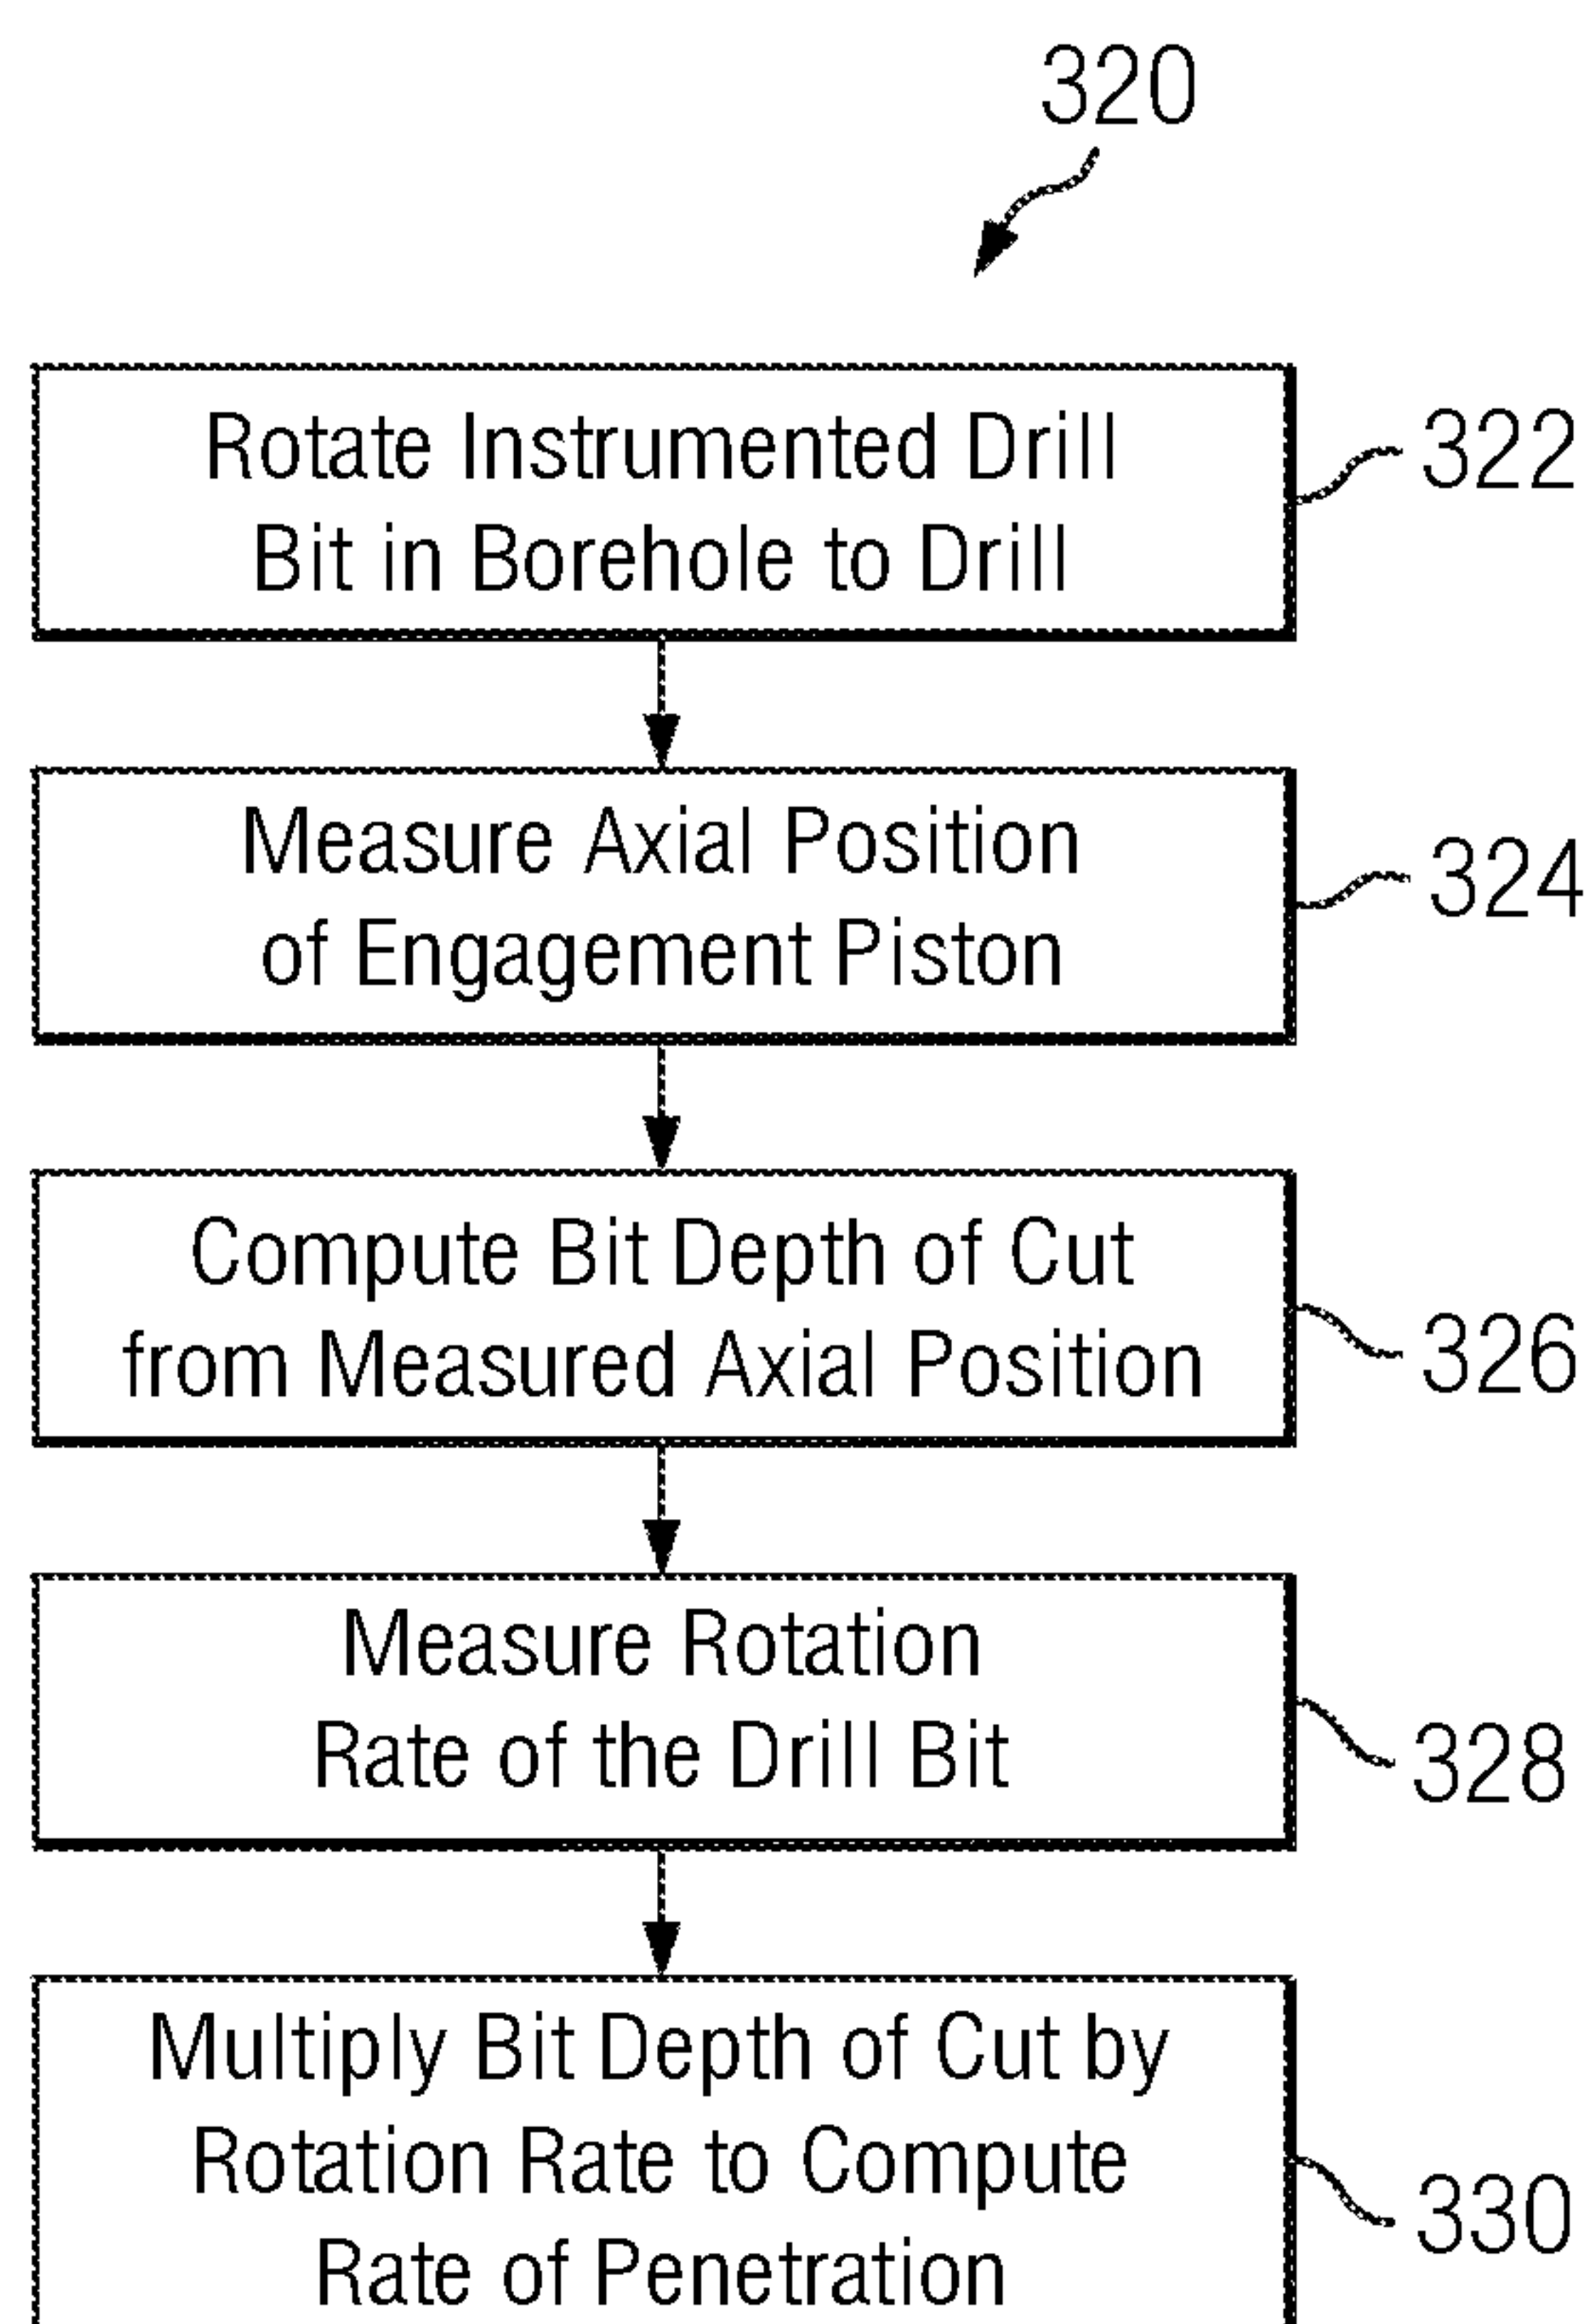 320
Rotate Instrumented Drill
Bit in Borehole to Drill
322
Measure Axial Position
of Engagement Piston
324
Compute Bit Depth of Cut
from Measured Axial Position
326
Measure Rotation
Rate of the Drill Bit
328
Multiply Bit Depth of Cut by
Rotation Rate to Compute
Rate of Penetration
330